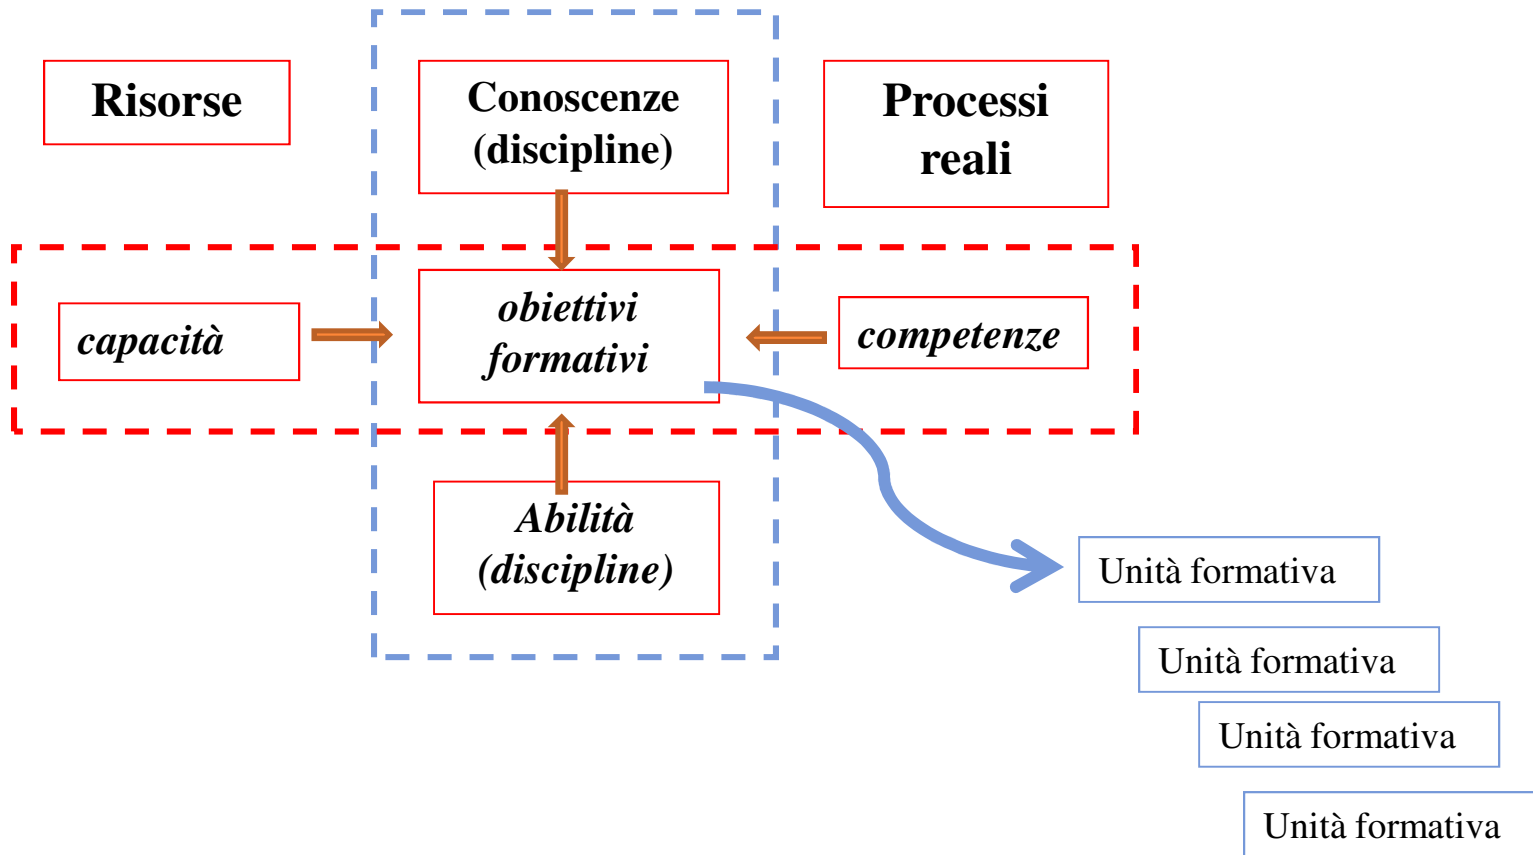 Risorse
Conoscenze
(discipline)
Processi
reali
capacità
obiettivi
formativi
competenze
Abilità
(discipline)
Unità formativa
Unità formativa
Unità formativa
Unità formativa